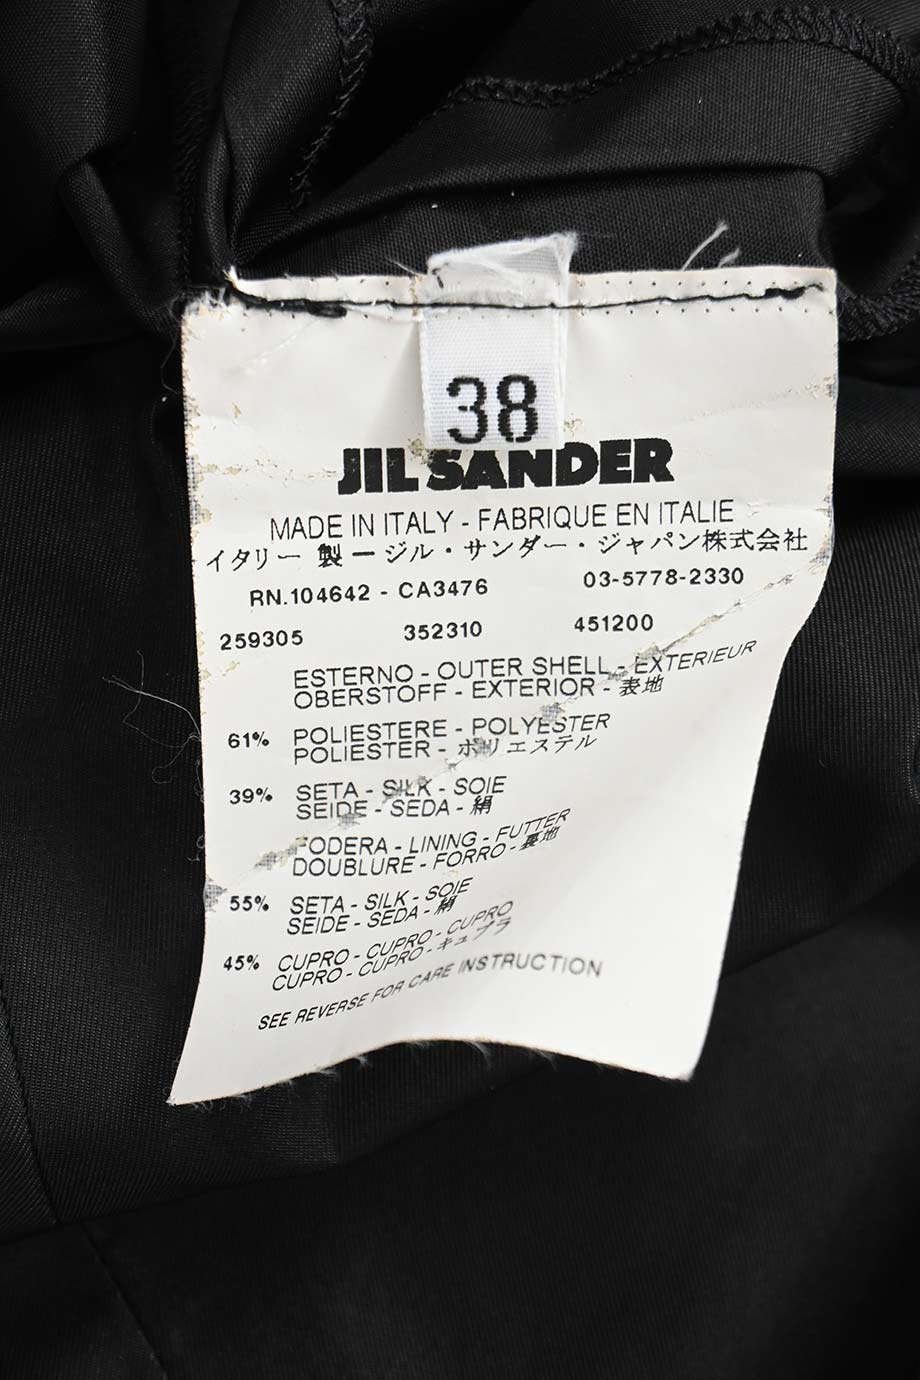 38
JIL SANDER
MADE IN ITALY - FABRIQUE EN ITALIE
イタリー 製 ージル・サンダー・ジャパン株式会社
RN.104642 - CA3476 03-5778-2330
259305 352310 451200
ESTERNO - OUTER SHELL - EXTERIEUR
OBERSTOFF - EXTERIOR - 表地
61% POLIESTERE - POLYESTER
POLIESTER - ポリエステル
39% SETA - SILK - SOIE
SEIDE - SEDA - 絹
FODERA - LINING - FUTTER
DOUBLURE - FORRO - 裏地
55% SETA - SILK - SOIE
SEIDE - SEDA - 絹
45% CUPRO - CUPRO - CUPRO
CUPRO - CUPRO - キュプラ
SEE REVERSE FOR CARE INSTRUCTION